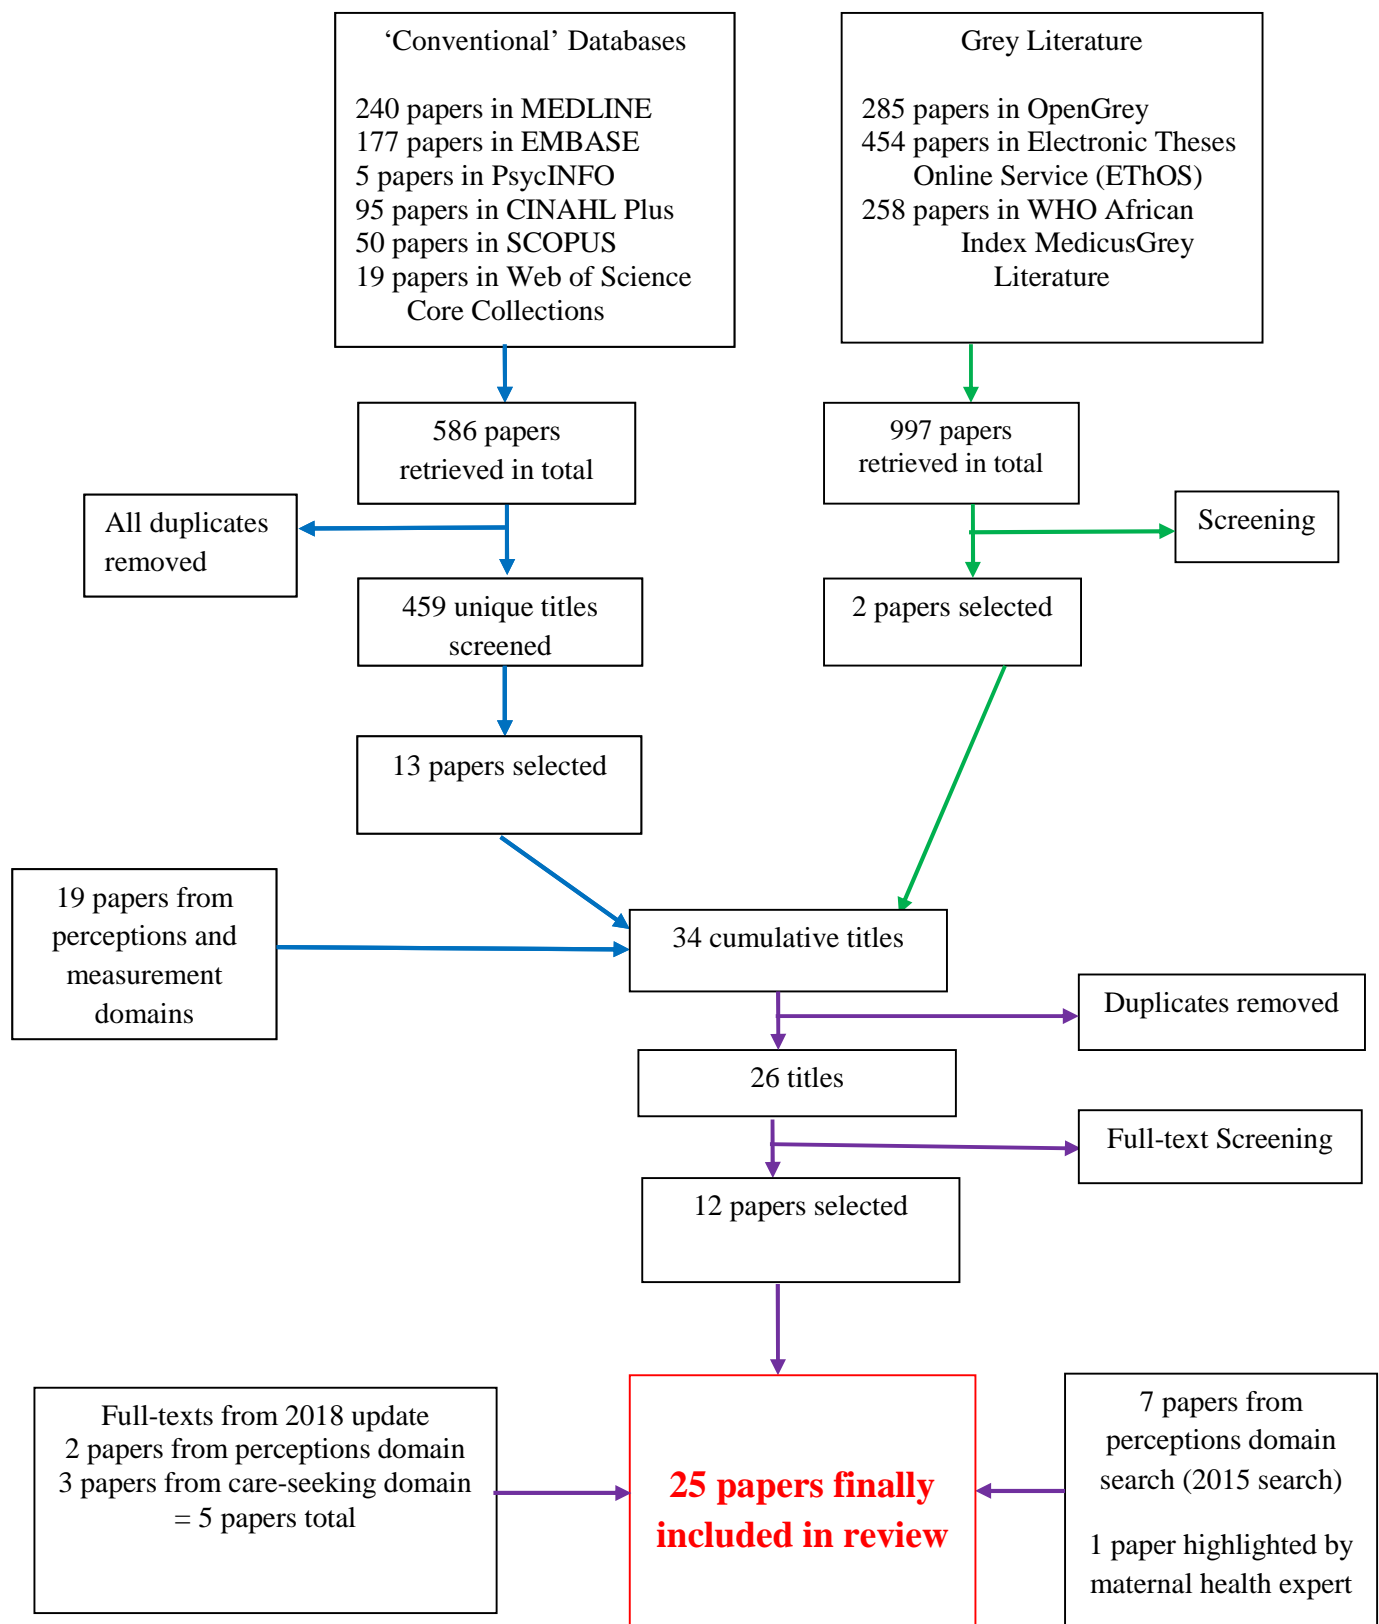 ‘Conventional’ Databases
240 papers in MEDLINE
177 papers in EMBASE
5 papers in PsycINFO
95 papers in CINAHL Plus
50 papers in SCOPUS
19 papers in Web of Science
Core Collections
Grey Literature
285 papers in OpenGrey
454 papers in Electronic Theses
Online Service (EThOS)
258 papers in WHO African
Index MedicusGrey
Literature
586 papers
retrieved in total
997 papers
retrieved in total
All duplicates
removed
Screening
459 unique titles
screened
2 papers selected
13 papers selected
19 papers from
perceptions and
measurement
domains
34 cumulative titles
Duplicates removed
26 titles
Full-text Screening
12 papers selected
Full-texts from 2018 update
2 papers from perceptions domain
3 papers from care-seeking domain
= 5 papers total
25 papers finally
included in review
7 papers from
perceptions domain
search (2015 search)
1 paper highlighted by
maternal health expert